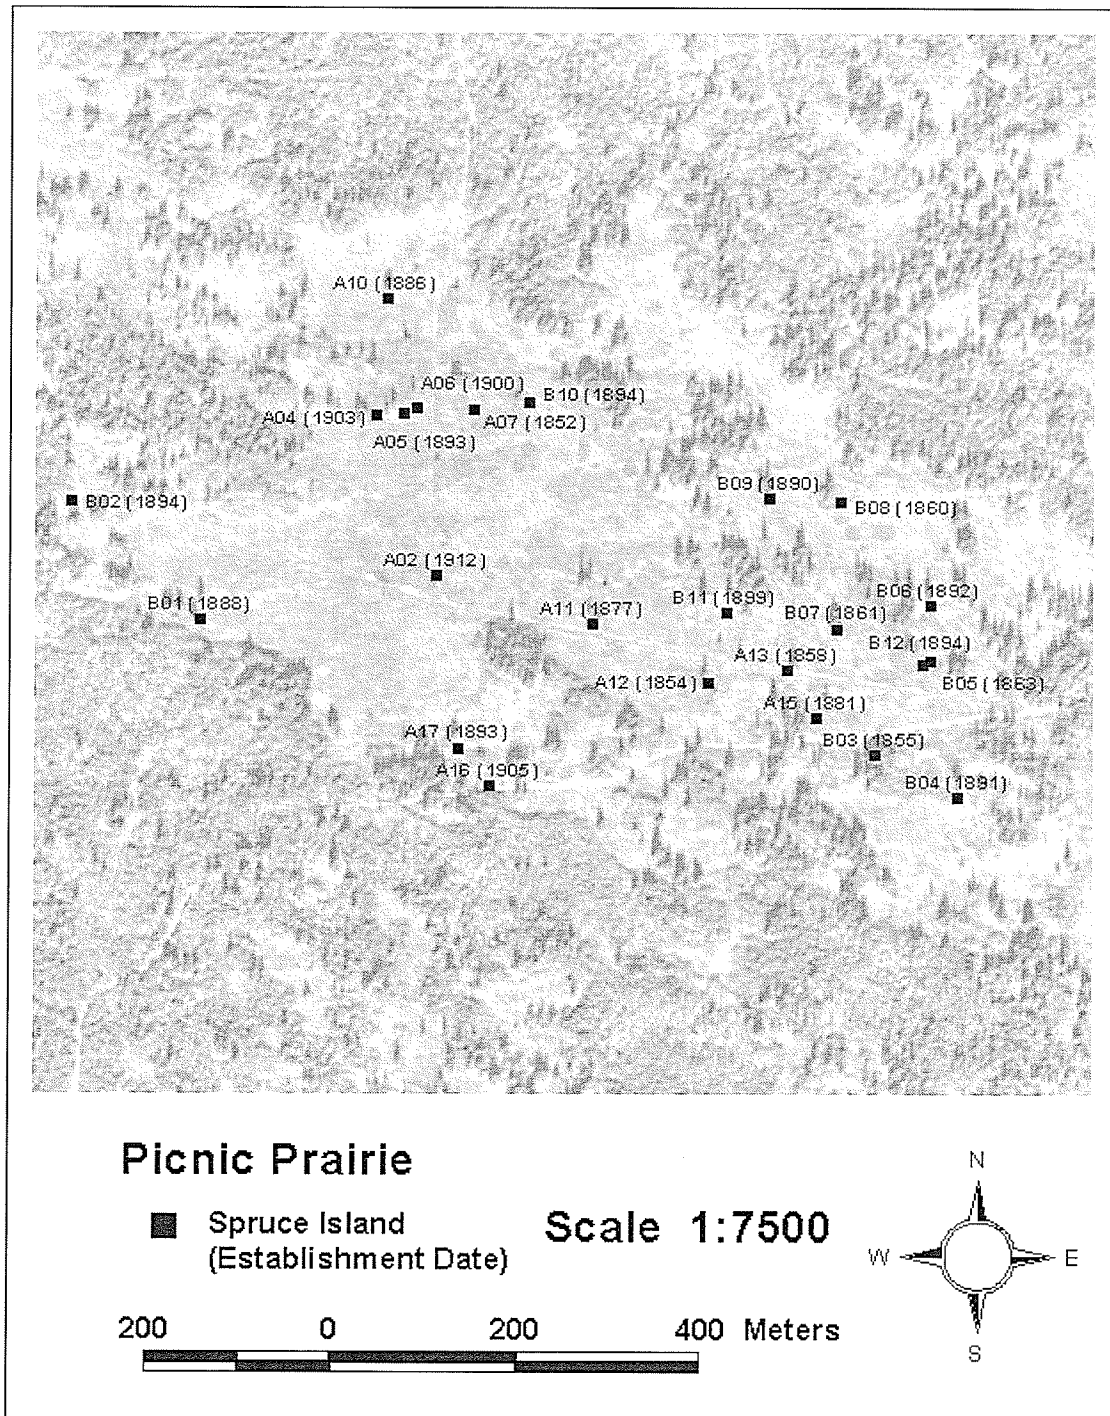 A10 (1886)
A06 (1900)
B10 (1894)
A04 (1903)
A07 (1852)
A05 (1893)
B09 (1890)
B02 (1894)
B08 (1860)
A02 (1912)
B06 (1892)
B01 (1888)
B11 (1899)
A11 (1877)
B07 (1861)
B12 (1894)
A13 (1858)
A12 (1854)
B05 (1863)
A15 (1881)
A17 (1893)
B03 (1855)
A16 (1905)
B04 (1891)
Picnic Prairie
Spruce Island
(Establishment Date)
Scale 1:7500
N
W
E
S
200 0 200 400 Meters